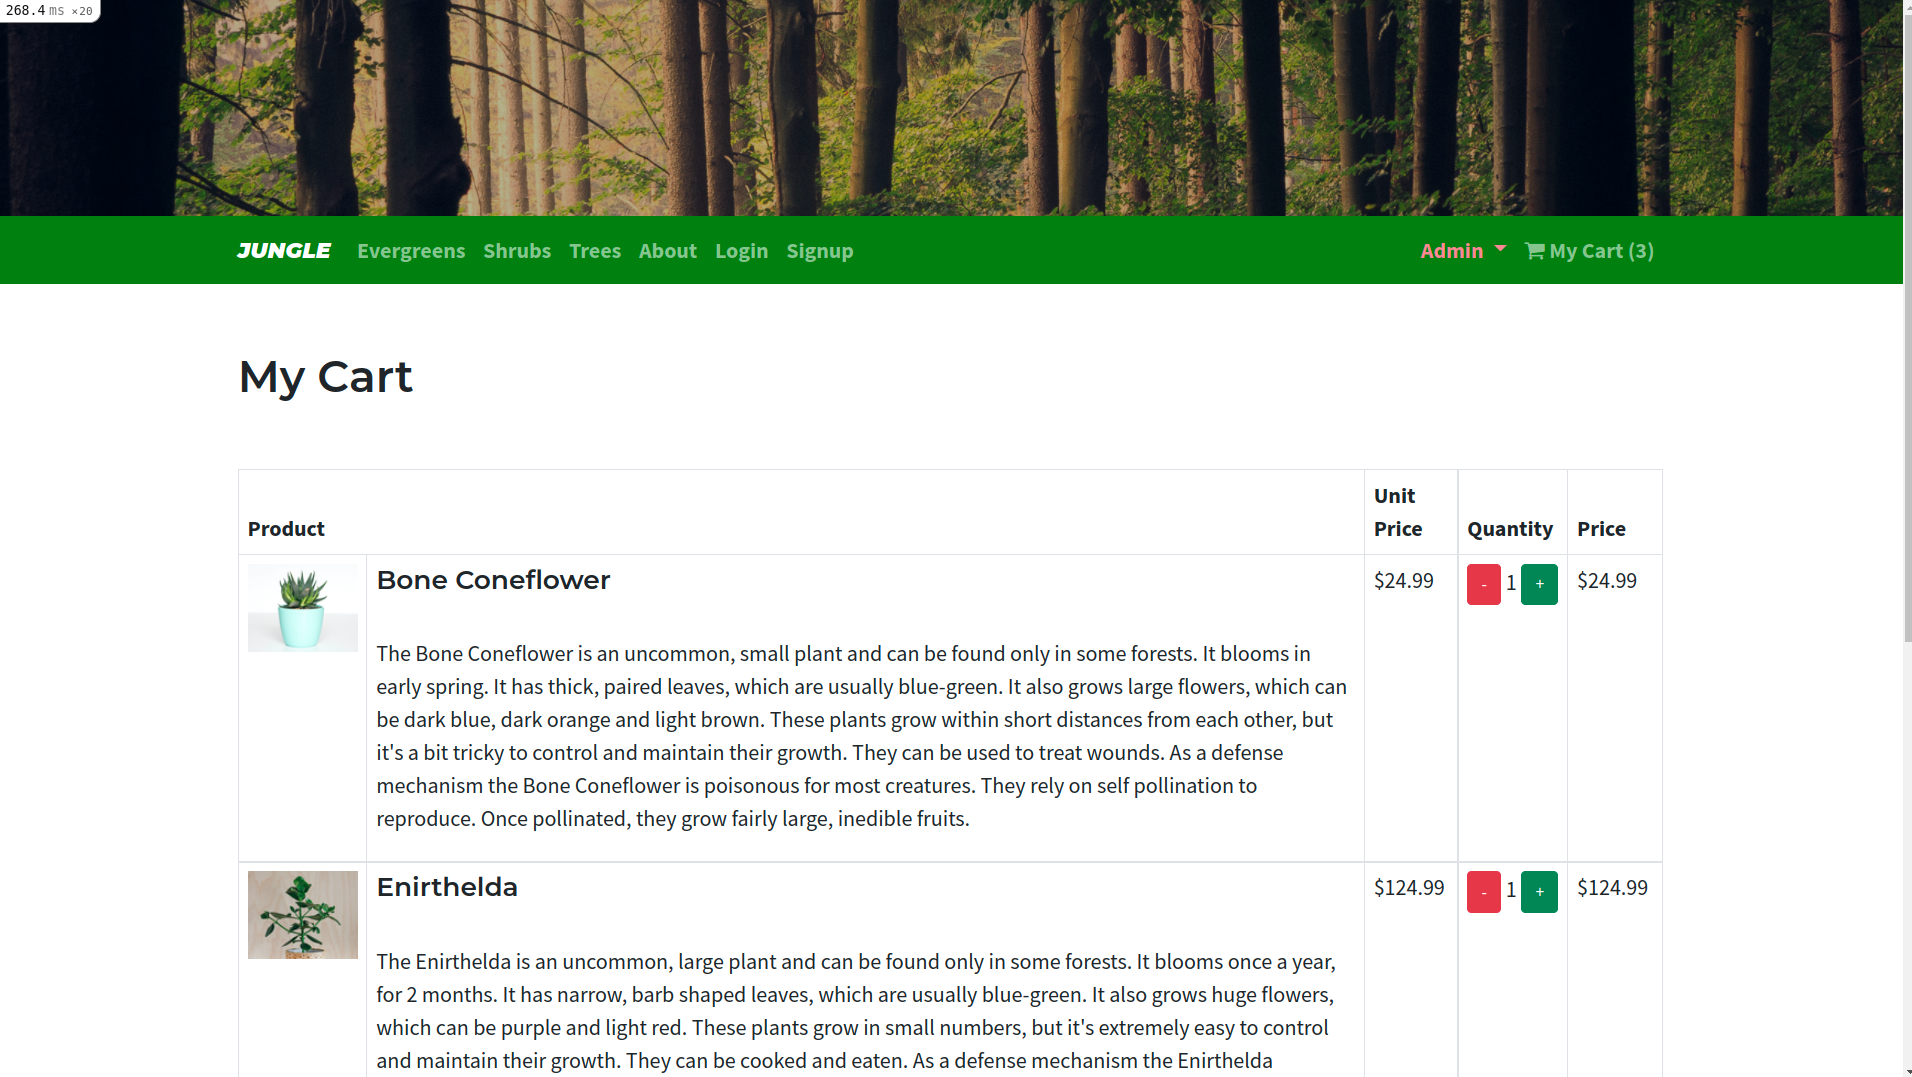 268.4 ms ×20
JUNGLE Evergreens Shrubs Trees About Login Signup Admin My Cart (3)
My Cart
Product Unit Price Quantity Price
Bone Coneflower $24.99 - 1 + $24.99
The Bone Coneflower is an uncommon, small plant and can be found only in some forests. It blooms in
early spring. It has thick, paired leaves, which are usually blue-green. It also grows large flowers, which can
be dark blue, dark orange and light brown. These plants grow within short distances from each other, but
it's a bit tricky to control and maintain their growth. They can be used to treat wounds. As a defense
mechanism the Bone Coneflower is poisonous for most creatures. They rely on self pollination to
reproduce. Once pollinated, they grow fairly large, inedible fruits.
Enirthelda $124.99 - 1 + $124.99
The Enirthelda is an uncommon, large plant and can be found only in some forests. It blooms once a year,
for 2 months. It has narrow, barb shaped leaves, which are usually blue-green. It also grows huge flowers,
which can be purple and light red. These plants grow in small numbers, but it's extremely easy to control
and maintain their growth. They can be cooked and eaten. As a defense mechanism the Enirthelda